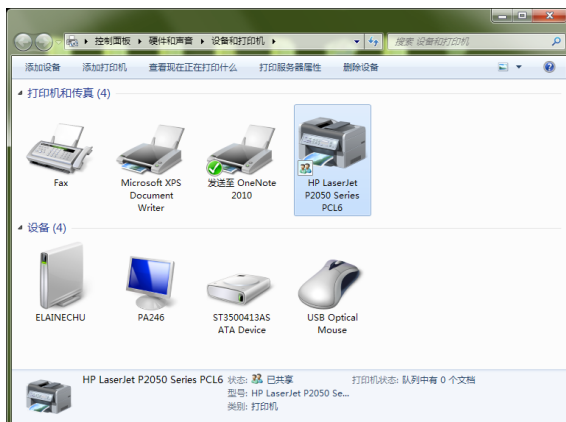 控制面板 硬件和声音 设备和打印机
搜索 设备和打印机
添加设备 添加打印机 查看现在正在打印什么 打印服务器属性 删除设备
打印机和传真 (4)
Fax
Microsoft XPS
Document
Writer
发送至 OneNote
2010
HP LaserJet
P2050 Series
PCL6
设备 (4)
ELAINECHU
PA246
ST3500413AS
ATA Device
USB Optical
Mouse
HP LaserJet P2050 Series PCL6 状态: 已共享 打印机状态: 队列中有 0 个文档
型号: HP LaserJet P2050 Se...
类别: 打印机